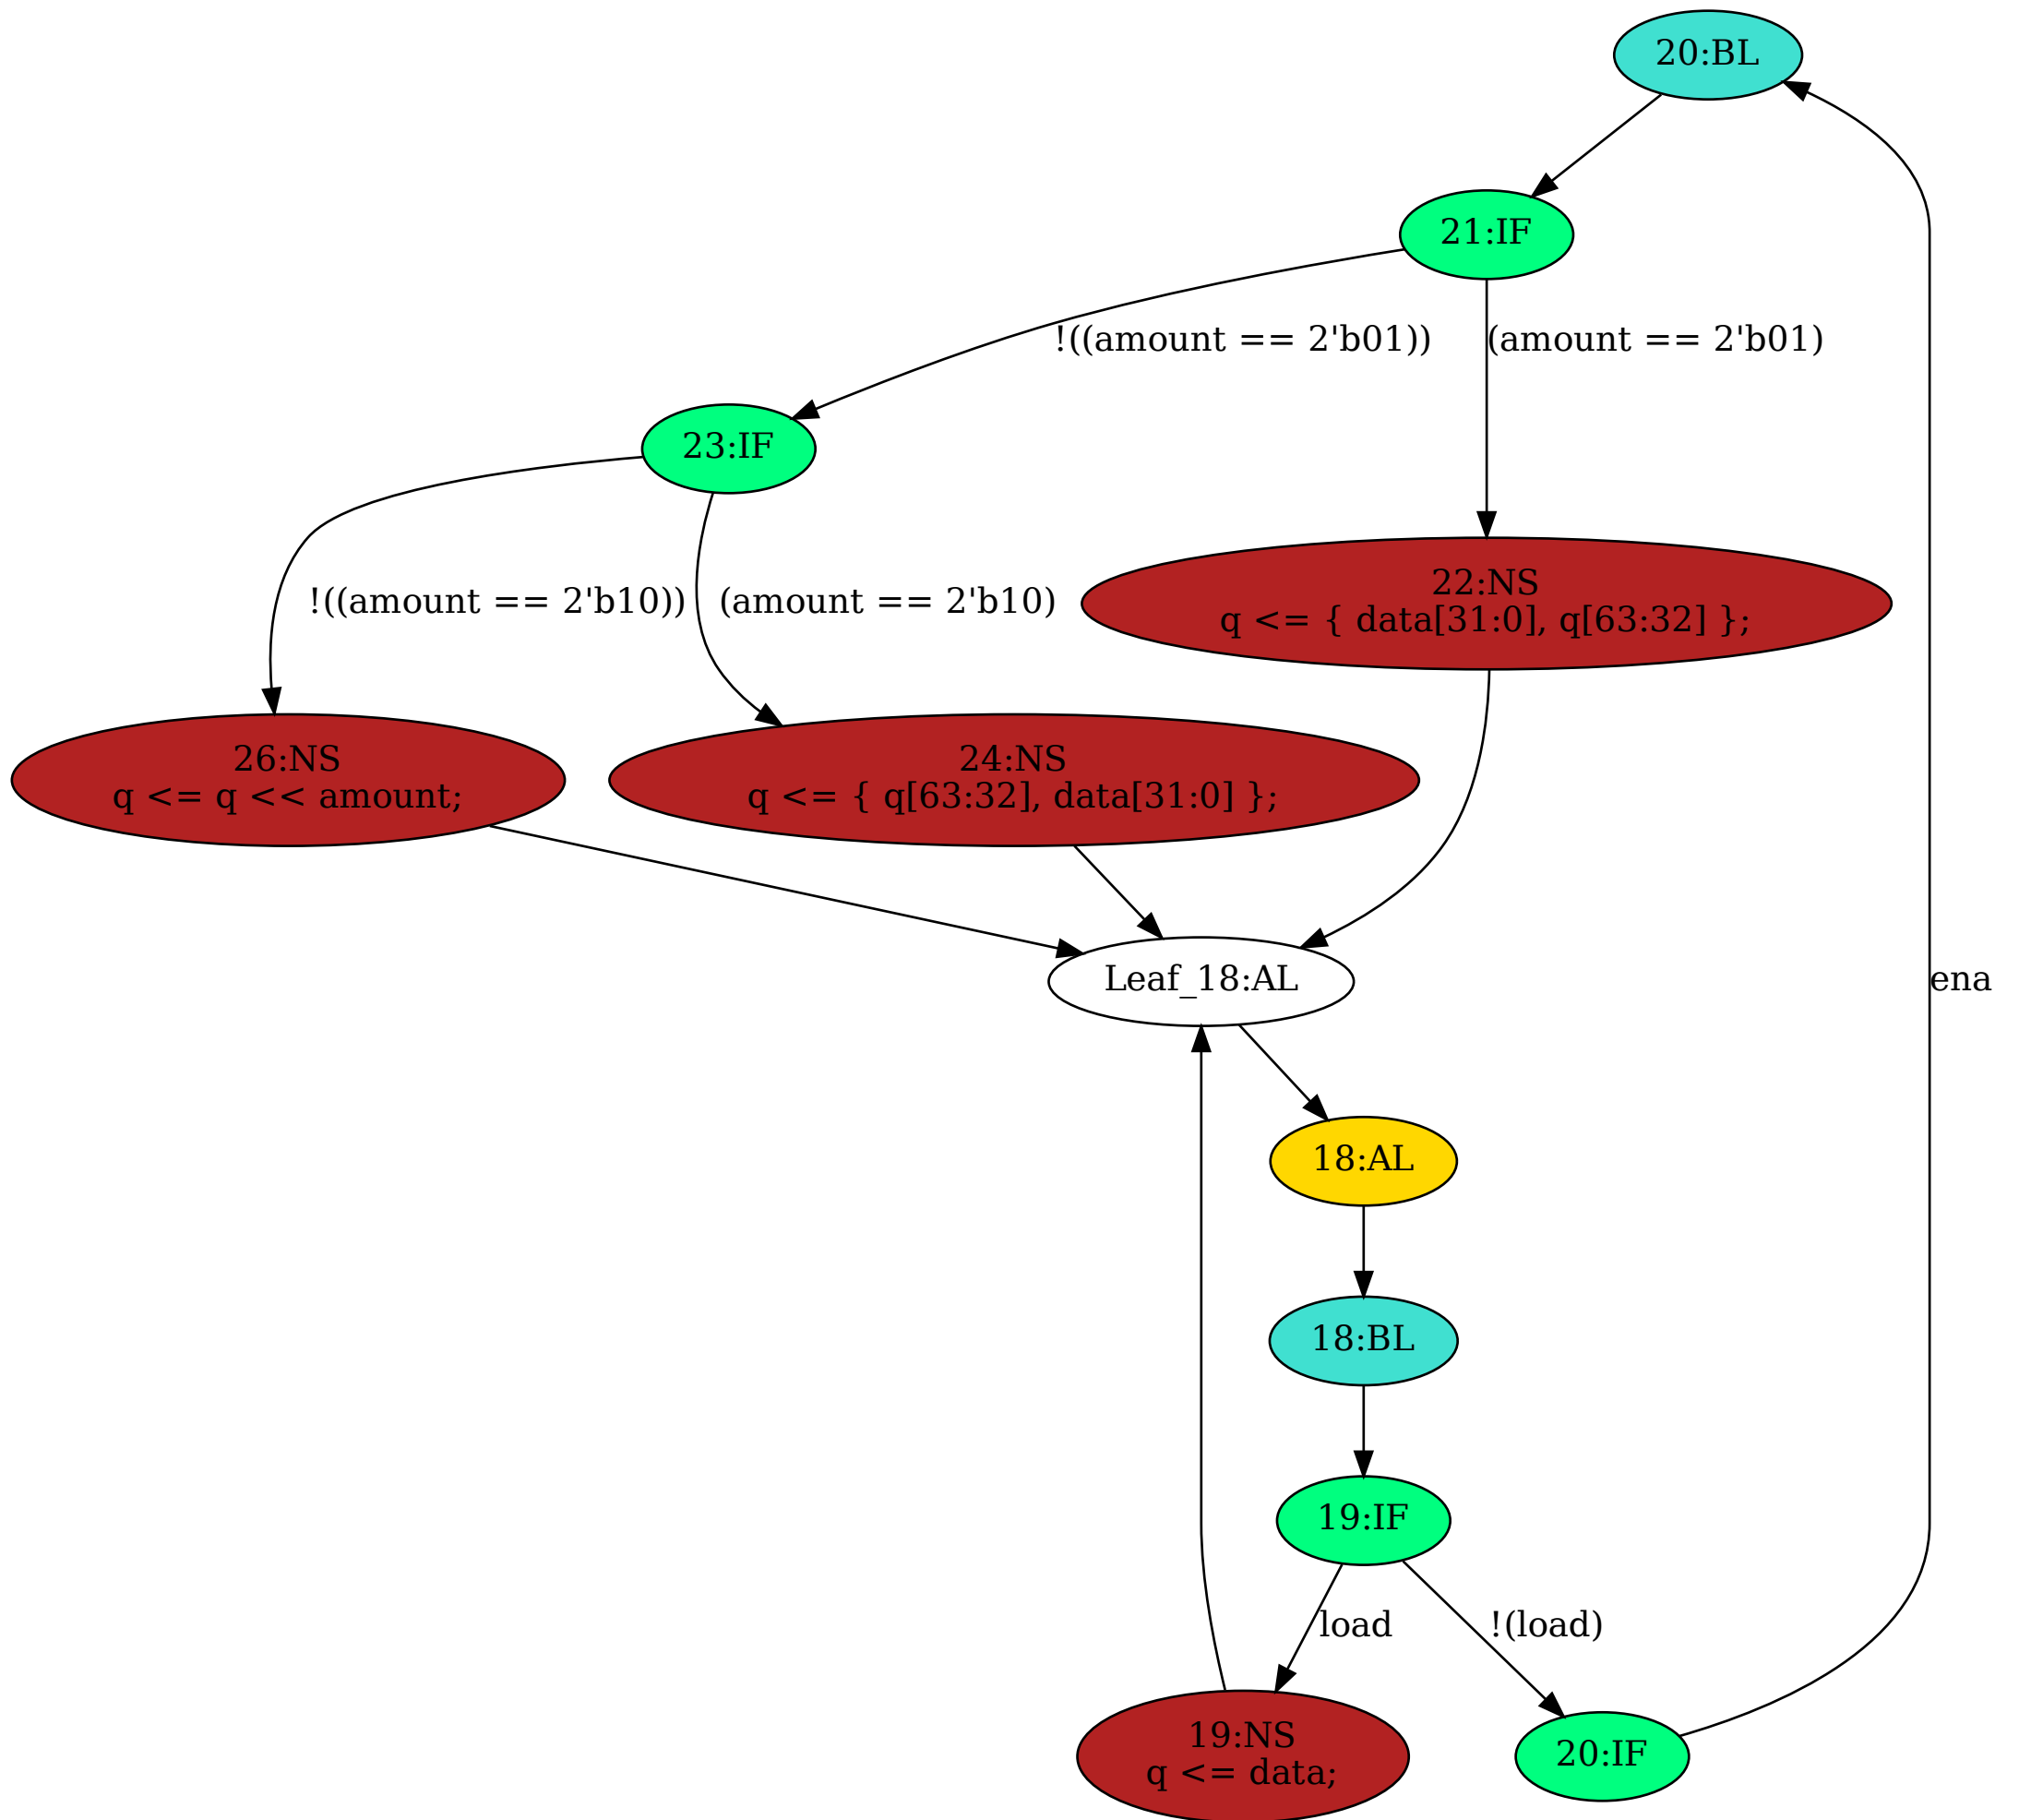 20:BL
21:IF
!((amount == 2'b01))
(amount == 2'b01)
23:IF
22:NS
q <= { data[31:0], q[63:32] };
!((amount == 2'b10))
(amount == 2'b10)
26:NS
q <= q << amount;
24:NS
q <= { q[63:32], data[31:0] };
Leaf_18:AL
ena
18:AL
18:BL
19:IF
load
!(load)
19:NS
q <= data;
20:IF